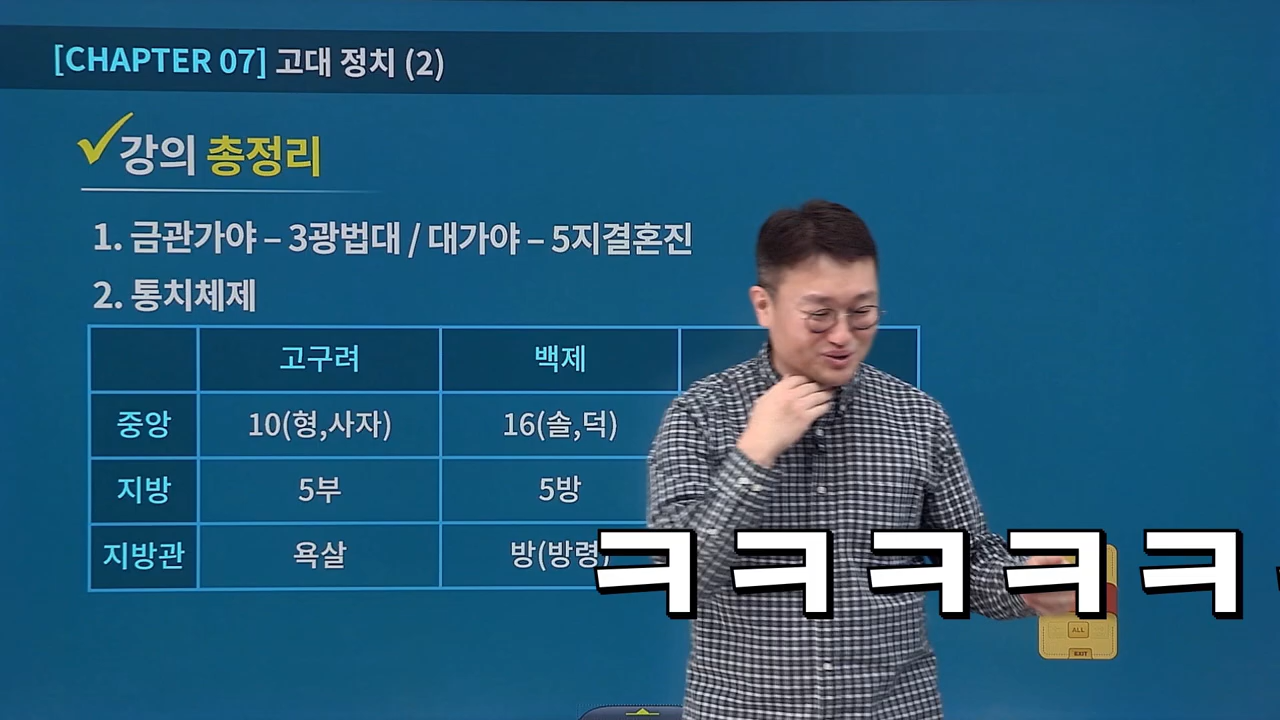 [CHAPTER 07] 고대 정치 (2)
강의 총정리
1. 금관가야 – 3광법대 / 대가야 – 5지결혼진
2. 통치체제
고구려 백제
중앙 10(형,사자) 16(솔,덕)
지방 5부 5방
지방관 욕살 방(방령)
ㅋㅋㅋㅋㅋ
ALL
EXIT